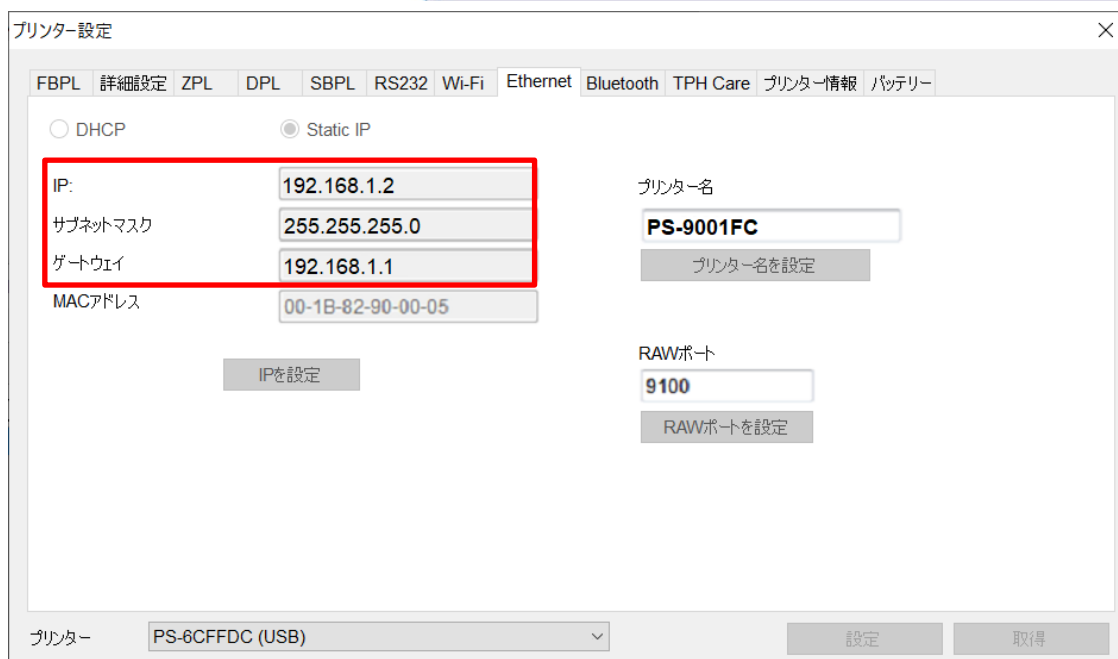 プリンター設定
FBPL 詳細設定 ZPL DPL SBPL RS232 Wi-Fi Ethernet Bluetooth TPH Care プリンター情報 バッテリー
DHCP Static IP
IP: 192.168.1.2
サブネットマスク 255.255.255.0
ゲートウェイ 192.168.1.1
MACアドレス 00-1B-82-90-00-05
IPを設定
プリンター名
PS-9001FC
プリンター名を設定
RAWポート
9100
RAWポートを設定
プリンター PS-6CFFDC (USB) 設定 取得